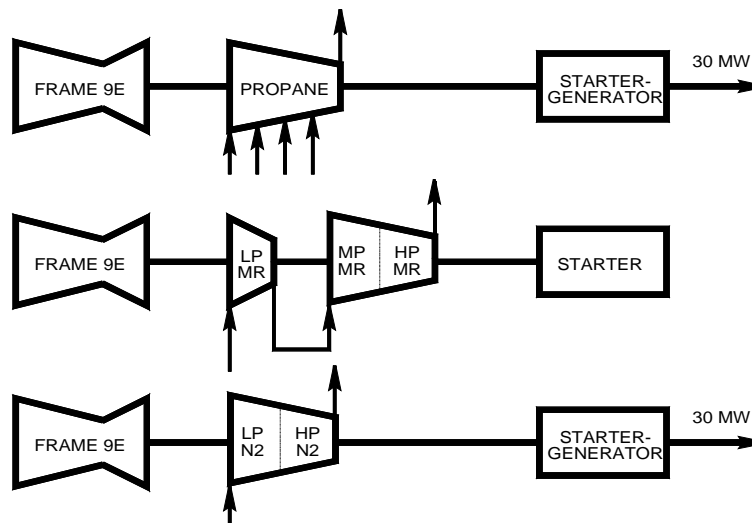 30 MW
FRAME 9E
PROPANE
STARTER-
GENERATOR
FRAME 9E
LP
MR
MP
MR
HP
MR
STARTER
30 MW
FRAME 9E
LP
N2
HP
N2
STARTER-
GENERATOR